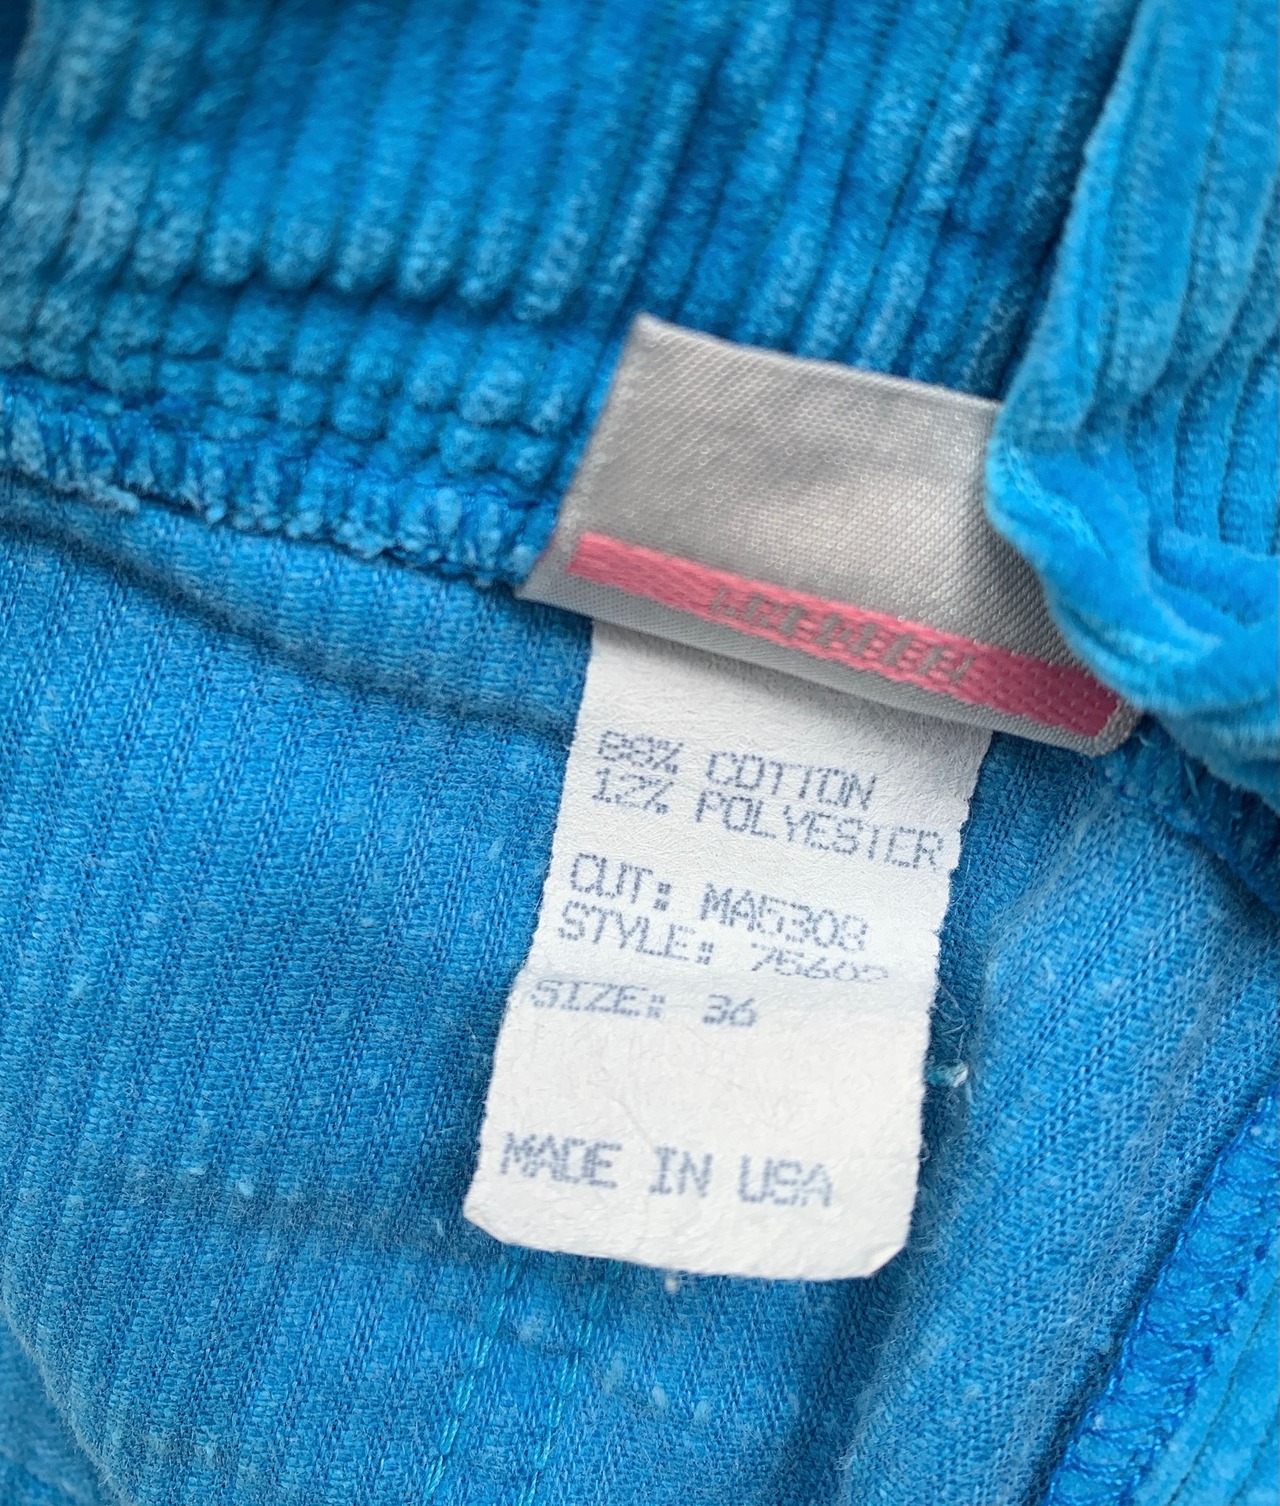 88% COTTON
12% POLYESTER
CUT: MA5308
STYLE:
SIZE: 36
MADE IN USA